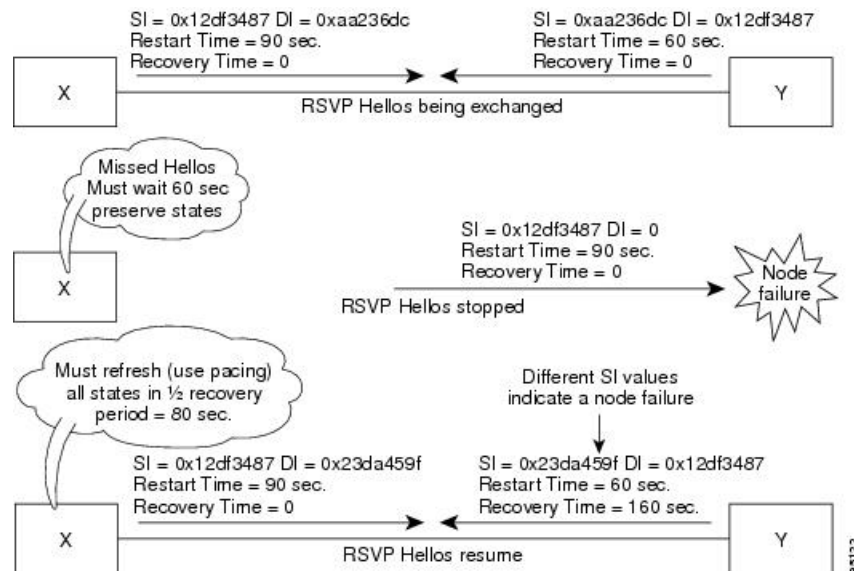 SI = 0x12df3487 DI = 0xaa236dc
Restart Time = 90 sec.
Recovery Time = 0
SI = 0xaa236dc DI = 0x12df3487
Restart Time = 60 sec.
Recovery Time = 0
X
Y
RSVP Hellos being exchanged
Missed Hellos
Must wait 60 sec
preserve states
X
SI = 0x12df3487 DI = 0
Restart Time = 90 sec.
Recovery Time = 0
RSVP Hellos stopped
Node
failure
Must refresh (use pacing)
all states in ½ recovery
period = 80 sec.
Different SI values
indicate a node failure
SI = 0x12df3487 DI = 0x23da459f
Restart Time = 90 sec.
Recovery Time = 0
SI = 0x23da459f DI = 0x12df3487
Restart Time = 60 sec.
Recovery Time = 160 sec.
X
Y
RSVP Hellos resume